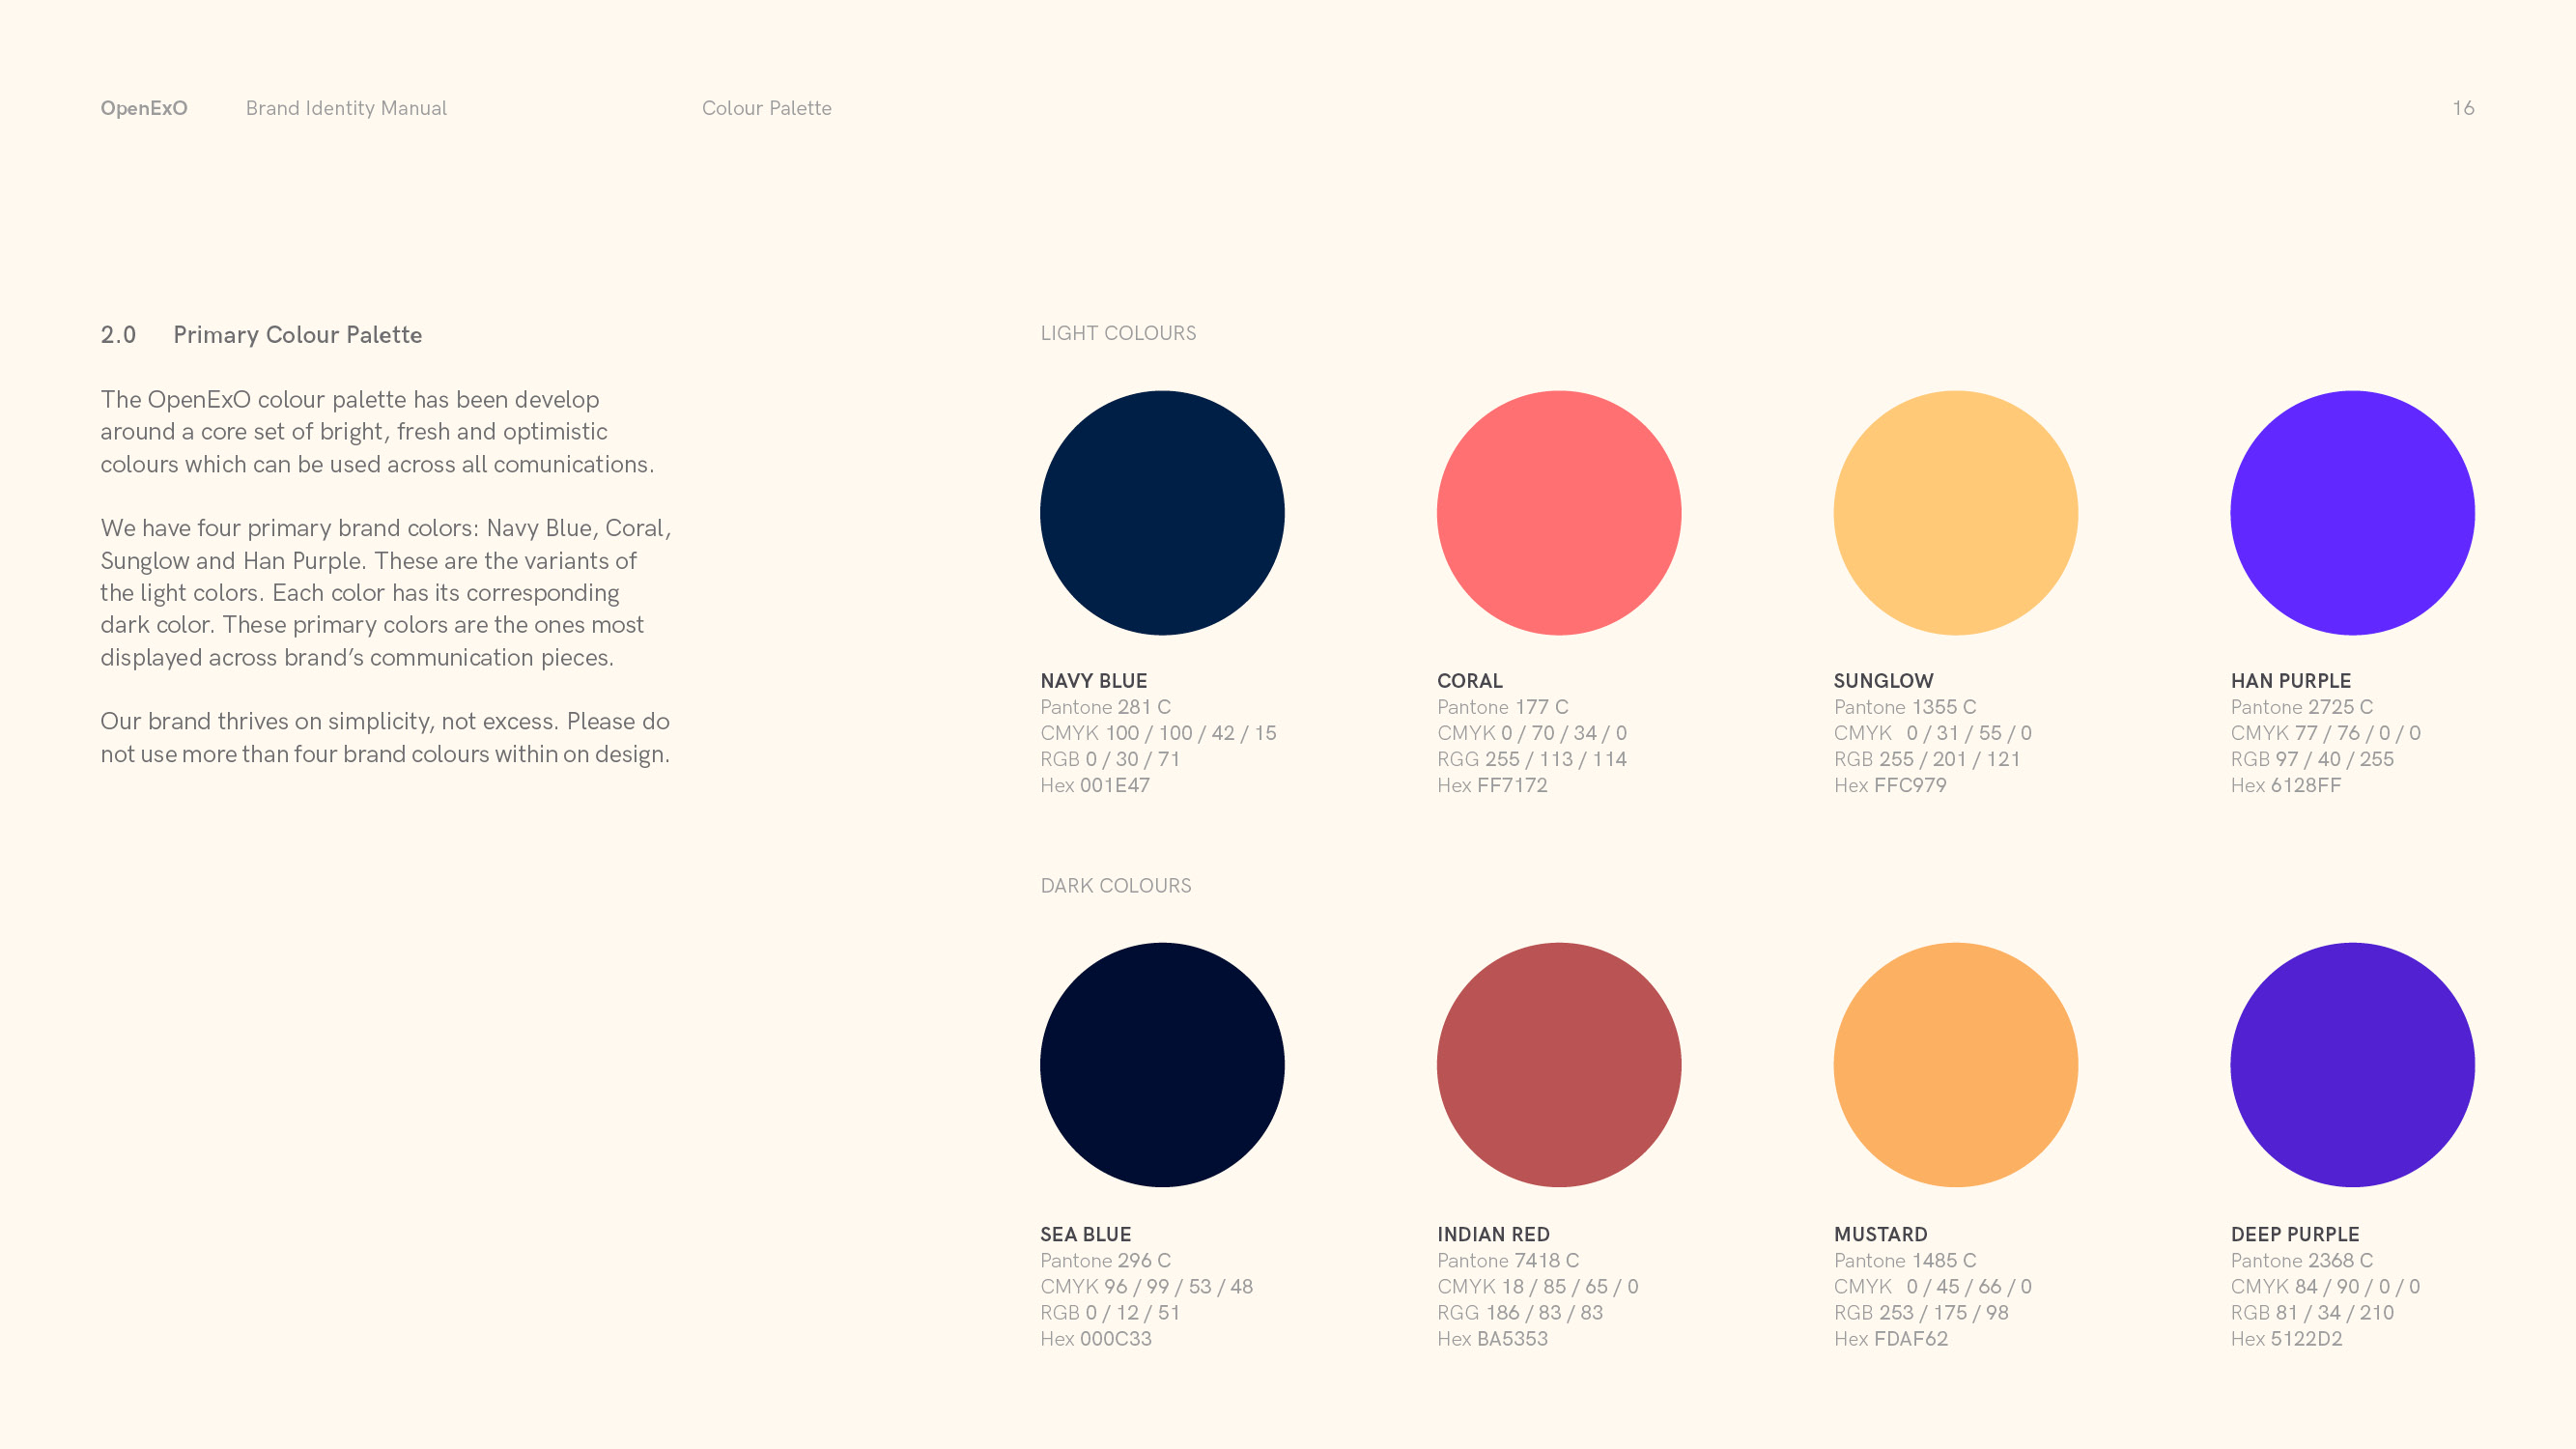 OpenExO Brand Identity Manual Colour Palette 16
2.0 Primary Colour Palette
The OpenExO colour palette has been develop
around a core set of bright, fresh and optimistic
colours which can be used across all comunications.
We have four primary brand colors: Navy Blue, Coral,
Sunglow and Han Purple. These are the variants of
the light colors. Each color has its corresponding
dark color. These primary colors are the ones most
displayed across brand’s communication pieces.
Our brand thrives on simplicity, not excess. Please do
not use more than four brand colours within on design.
LIGHT COLOURS
NAVY BLUE
Pantone 281 C
CMYK 100 / 100 / 42 / 15
RGB 0 / 30 / 71
Hex 001E47
CORAL
Pantone 177 C
CMYK 0 / 70 / 34 / 0
RGG 255 / 113 / 114
Hex FF7172
SUNGLOW
Pantone 1355 C
CMYK 0 / 31 / 55 / 0
RGB 255 / 201 / 121
Hex FFC979
HAN PURPLE
Pantone 2725 C
CMYK 77 / 76 / 0 / 0
RGB 97 / 40 / 255
Hex 6128FF
DARK COLOURS
SEA BLUE
Pantone 296 C
CMYK 96 / 99 / 53 / 48
RGB 0 / 12 / 51
Hex 000C33
INDIAN RED
Pantone 7418 C
CMYK 18 / 85 / 65 / 0
RGG 186 / 83 / 83
Hex BA5353
MUSTARD
Pantone 1485 C
CMYK 0 / 45 / 66 / 0
RGB 253 / 175 / 98
Hex FDAF62
DEEP PURPLE
Pantone 2368 C
CMYK 84 / 90 / 0 / 0
RGB 81 / 34 / 210
Hex 5122D2